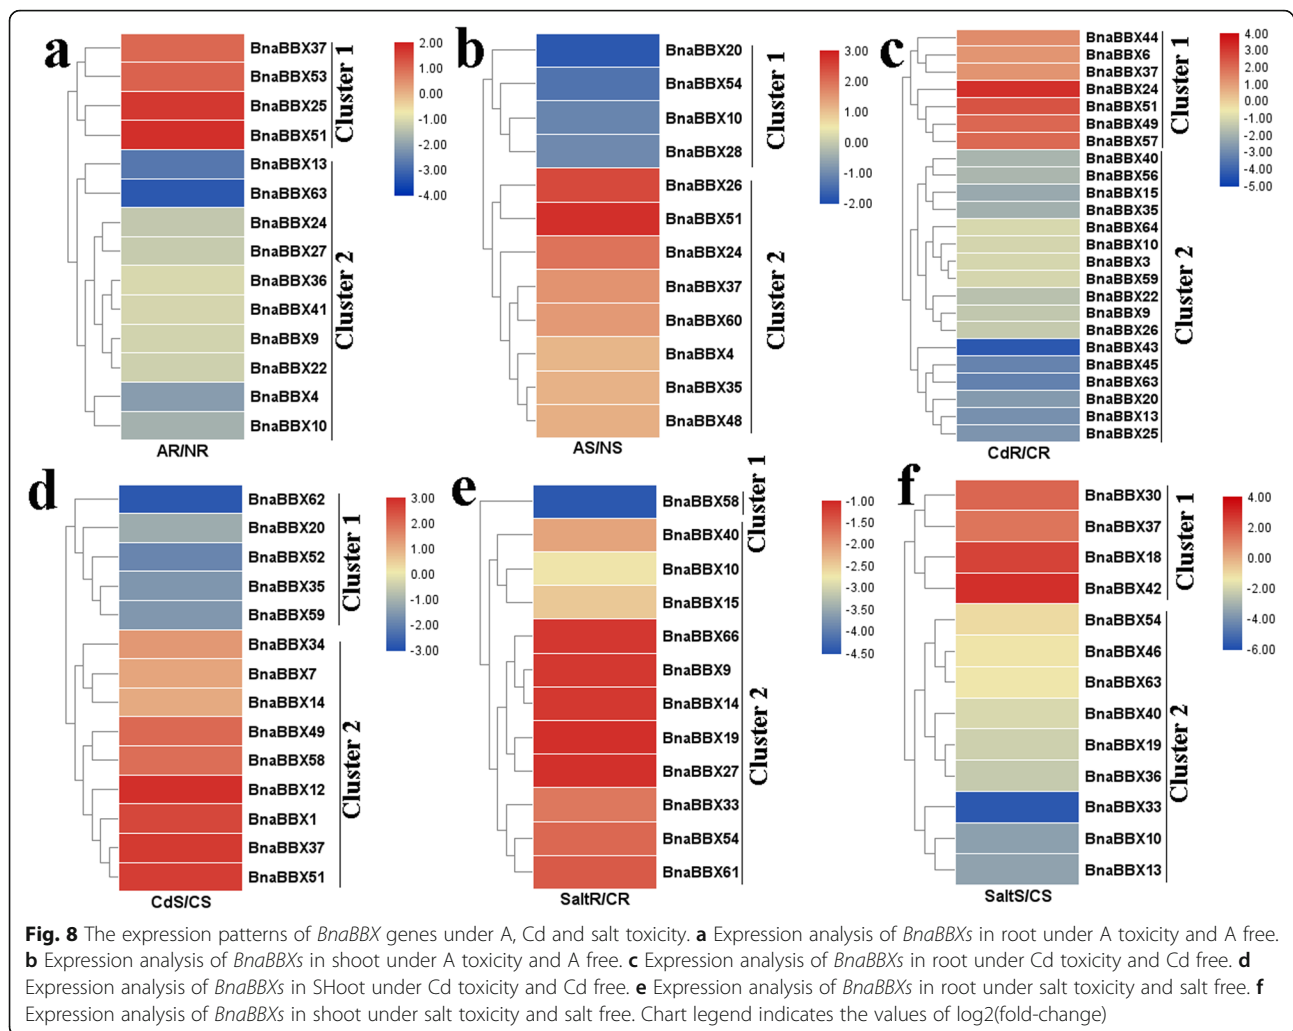 a
BnaBBX37
BnaBBX53
BnaBBX25
BnaBBX51
BnaBBX13
BnaBBX63
BnaBBX24
BnaBBX27
BnaBBX36
BnaBBX41
BnaBBX9
BnaBBX22
BnaBBX4
BnaBBX10
Cluster 1
Cluster 2
2.00
1.00
0.00
-1.00
-2.00
-3.00
-4.00
AR/NR
b
BnaBBX20
BnaBBX54
BnaBBX10
BnaBBX28
BnaBBX26
BnaBBX51
BnaBBX24
BnaBBX37
BnaBBX60
BnaBBX4
BnaBBX35
BnaBBX48
Cluster 1
Cluster 2
3.00
2.00
1.00
0.00
-1.00
-2.00
AS/NS
c
BnaBBX44
BnaBBX6
BnaBBX37
BnaBBX24
BnaBBX51
BnaBBX49
BnaBBX57
BnaBBX40
BnaBBX56
BnaBBX15
BnaBBX35
BnaBBX64
BnaBBX10
BnaBBX3
BnaBBX59
BnaBBX22
BnaBBX9
BnaBBX26
BnaBBX43
BnaBBX45
BnaBBX63
BnaBBX20
BnaBBX13
BnaBBX25
Cluster 1
Cluster 2
4.00
3.00
2.00
1.00
0.00
-1.00
-2.00
-3.00
-4.00
-5.00
CdR/CR
d
BnaBBX62
BnaBBX20
BnaBBX52
BnaBBX35
BnaBBX59
BnaBBX34
BnaBBX7
BnaBBX14
BnaBBX49
BnaBBX58
BnaBBX12
BnaBBX1
BnaBBX37
BnaBBX51
Cluster 1
Cluster 2
3.00
2.00
1.00
0.00
-1.00
-2.00
-3.00
CdS/CS
e
BnaBBX58
BnaBBX40
BnaBBX10
BnaBBX15
BnaBBX66
BnaBBX9
BnaBBX14
BnaBBX19
BnaBBX27
BnaBBX33
BnaBBX54
BnaBBX61
Cluster 1
Cluster 2
-1.00
-1.50
-2.00
-2.50
-3.00
-3.50
-4.00
-4.50
SaltR/CR
f
BnaBBX30
BnaBBX37
BnaBBX18
BnaBBX42
BnaBBX54
BnaBBX46
BnaBBX63
BnaBBX40
BnaBBX19
BnaBBX36
BnaBBX33
BnaBBX10
BnaBBX13
Cluster 1
Cluster 2
4.00
2.00
0.00
-2.00
-4.00
-6.00
SaltS/CS
Fig. 8 The expression patterns of BnaBBX genes under A, Cd and salt toxicity. a Expression analysis of BnaBBXs in root under A toxicity and A free.
b Expression analysis of BnaBBXs in shoot under A toxicity and A free. c Expression analysis of BnaBBXs in root under Cd toxicity and Cd free. d
Expression analysis of BnaBBXs in SHoot under Cd toxicity and Cd free. e Expression analysis of BnaBBXs in root under salt toxicity and salt free. f
Expression analysis of BnaBBXs in shoot under salt toxicity and salt free. Chart legend indicates the values of log2(fold-change)